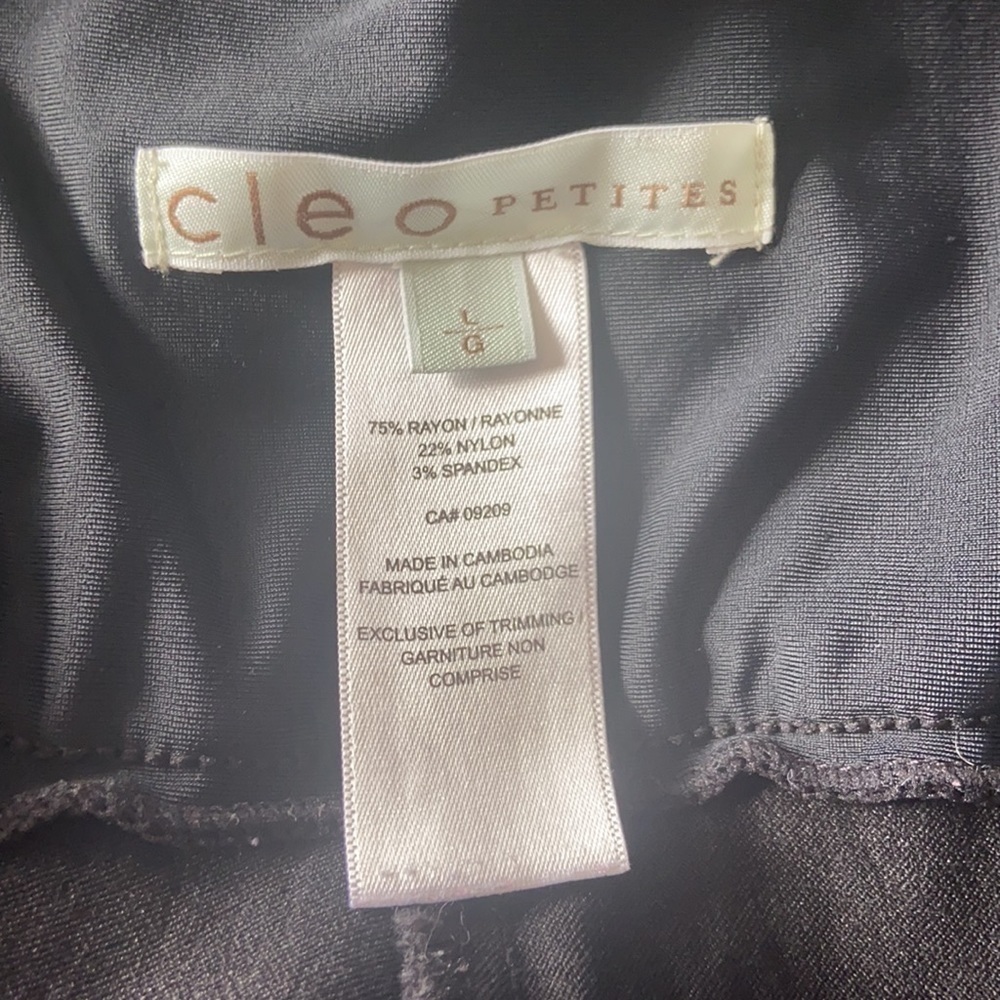 cleo PETITES
L
G
75% RAYON / RAYONNE
22% NYLON
3% SPANDEX
CA# 09209
MADE IN CAMBODIA
FABRIQUÉ AU CAMBODGE
EXCLUSIVE OF TRIMMING /
GARNITURE NON
COMPRISE